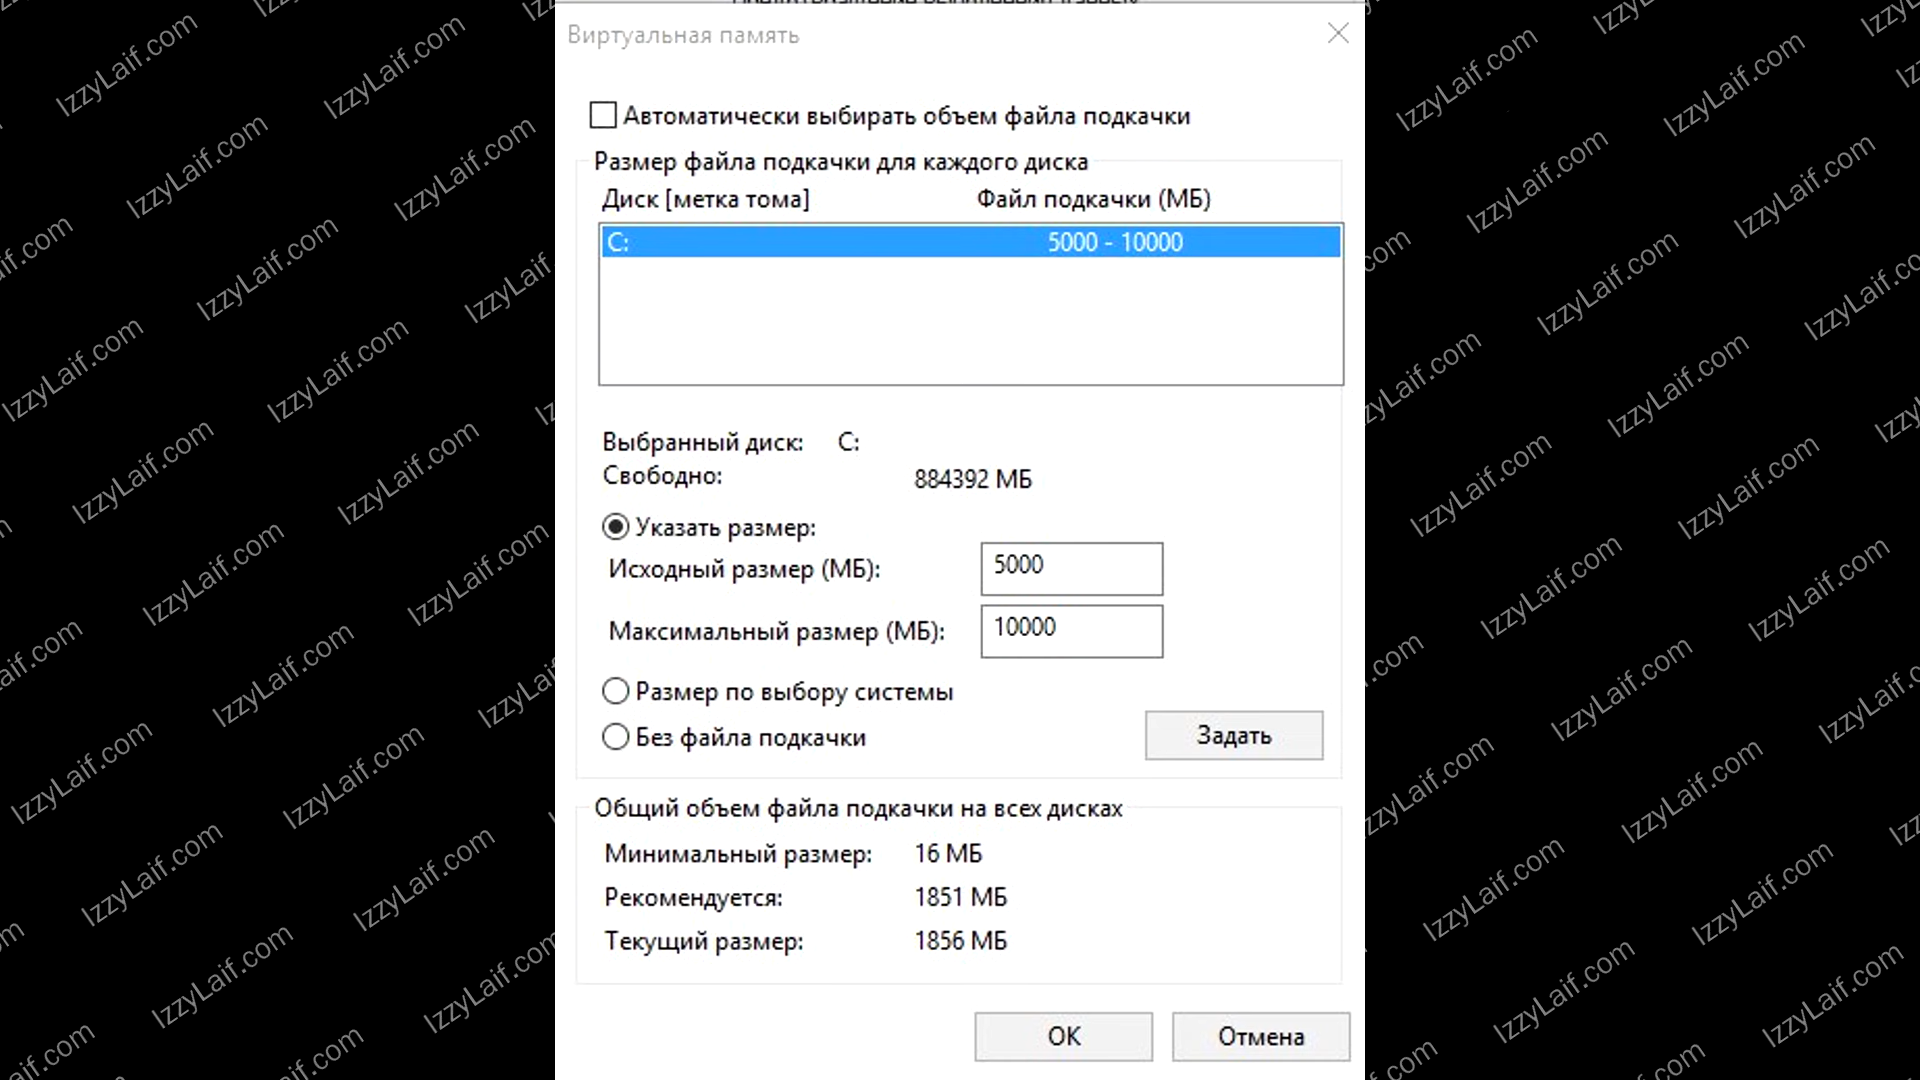 Виртуальная память
Автоматически выбирать объем файла подкачки
Размер файла подкачки для каждого диска
Диск [метка тома] Файл подкачки (МБ)
C: 5000 - 10000
Выбранный диск: C:
Свободно: 884392 МБ
Указать размер:
Исходный размер (МБ): 5000
Максимальный размер (МБ): 10000
Размер по выбору системы
Без файла подкачки
Задать
Общий объем файла подкачки на всех дисках
Минимальный размер: 16 МБ
Рекомендуется: 1851 МБ
Текущий размер: 1856 МБ
ОК Отмена
IzzyLaif.com